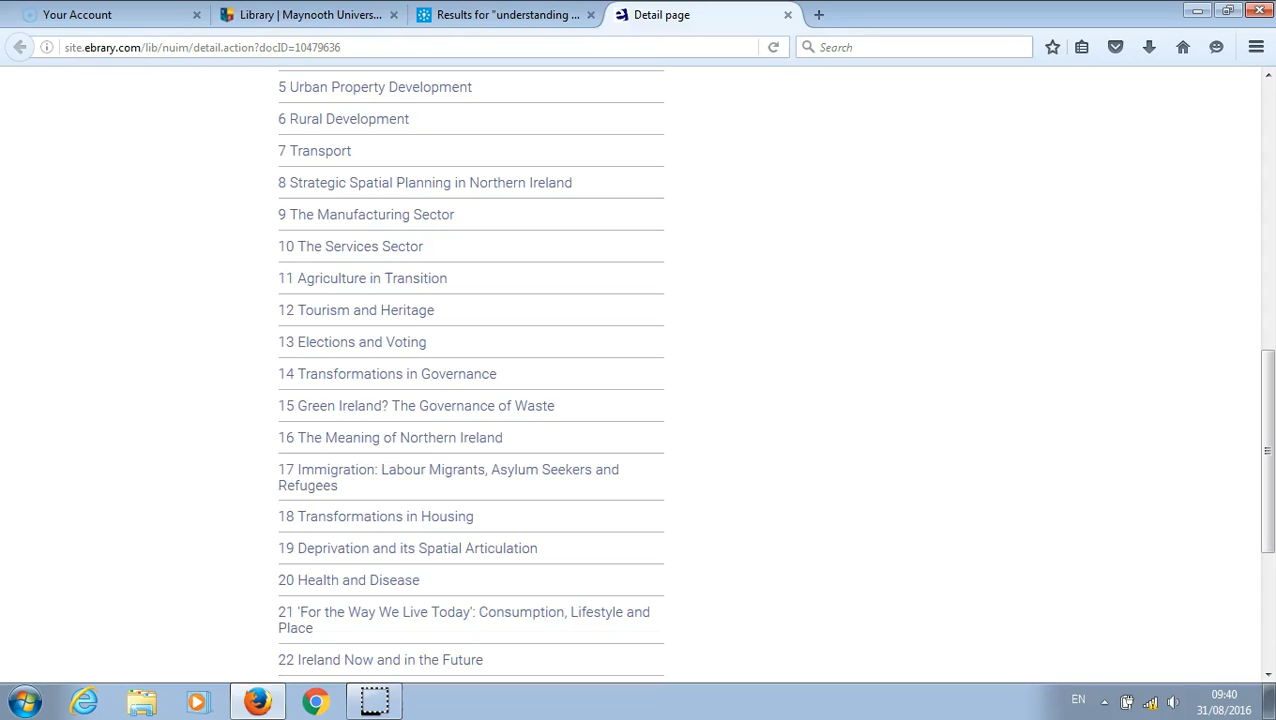 Your Account
Library | Maynooth Univers...
Results for "understanding ...
Detail page
site.ebrary.com/lib/nuim/detail.action?docID=10479636
Search
5 Urban Property Development
6 Rural Development
7 Transport
8 Strategic Spatial Planning in Northern Ireland
9 The Manufacturing Sector
10 The Services Sector
11 Agriculture in Transition
12 Tourism and Heritage
13 Elections and Voting
14 Transformations in Governance
15 Green Ireland? The Governance of Waste
16 The Meaning of Northern Ireland
17 Immigration: Labour Migrants, Asylum Seekers and
Refugees
18 Transformations in Housing
19 Deprivation and its Spatial Articulation
20 Health and Disease
21 'For the Way We Live Today': Consumption, Lifestyle and
Place
22 Ireland Now and in the Future
EN
09:40
31/08/2016